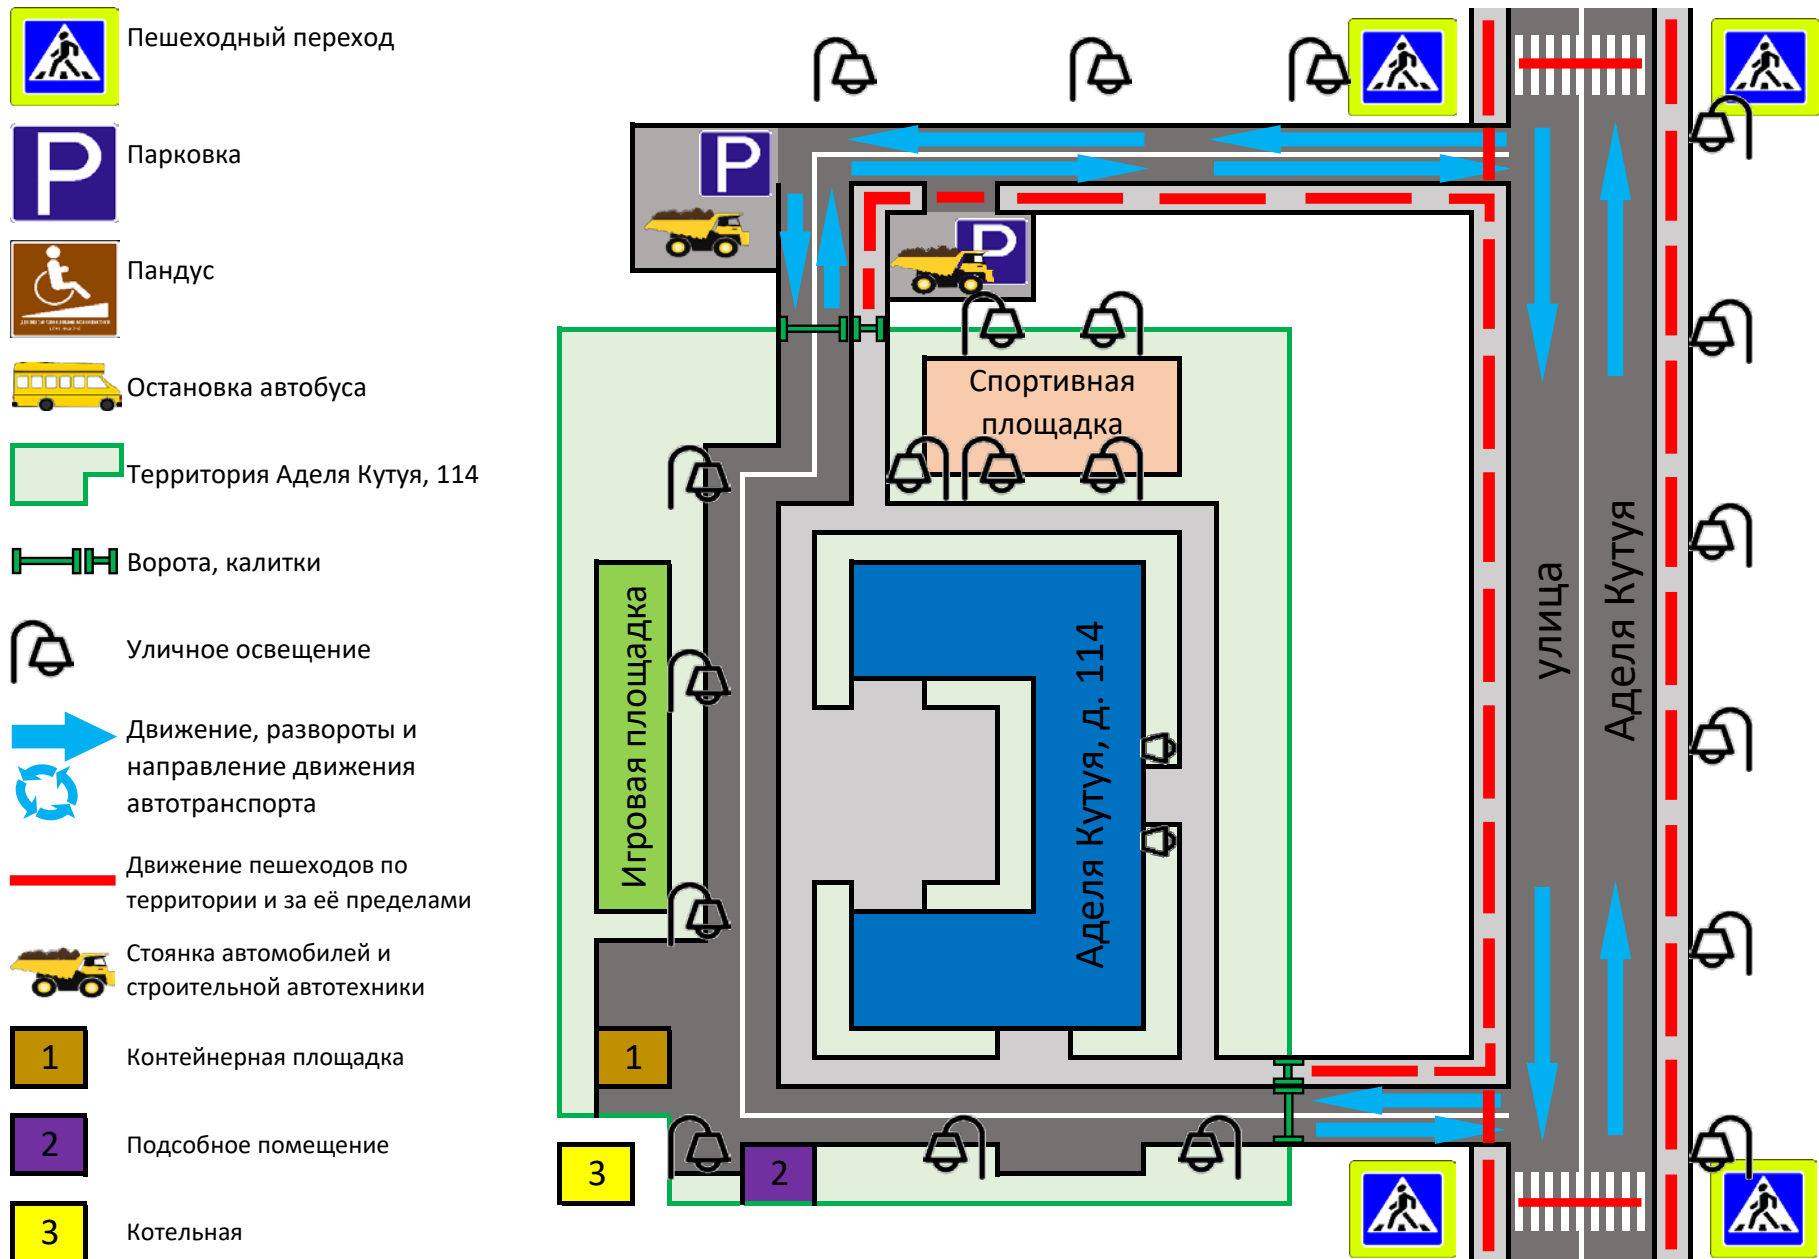 Пешеходный переход
P
Парковка
Пандус
Остановка автобуса
Территория Аделя Кутуя, 114
Ворота, калитки
Уличное освещение
Движение, развороты и
направление движения
автотранспорта
Движение пешеходов по
территории и за её пределами
Стоянка автомобилей и
строительной автотехники
1
Контейнерная площадка
2
Подсобное помещение
3
Котельная
P
P
Спортивная
площадка
Игровая площадка
Аделя Кутуя, д. 114
улица
Аделя Кутуя
1
2
3